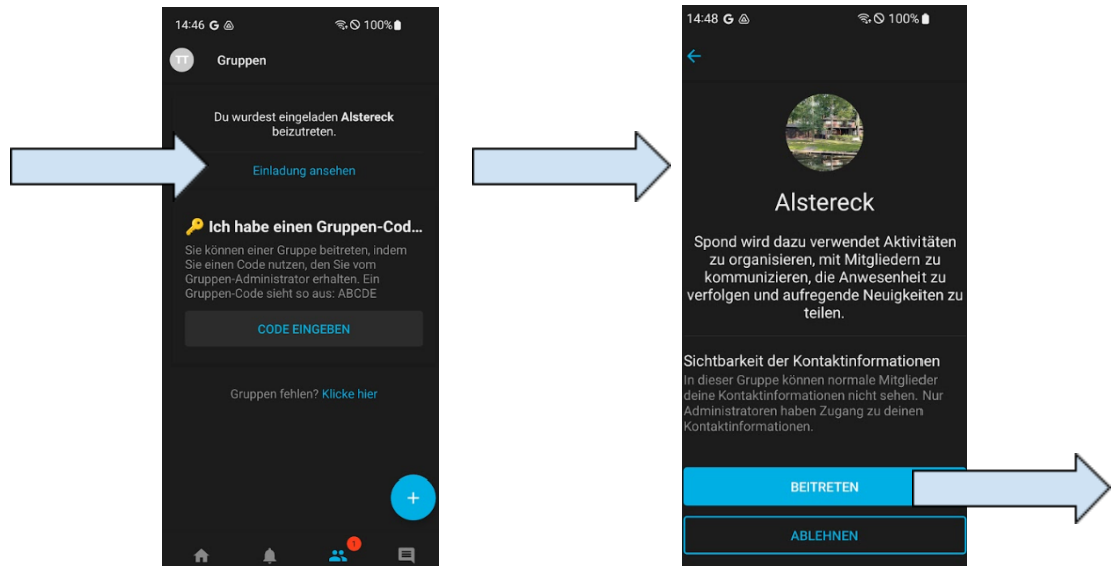 14:46 G 100%
TT Gruppen
Du wurdest eingeladen Alstereck
beizutreten.
Einladung ansehen
Ich habe einen Gruppen-Cod...
Sie können einer Gruppe beitreten, indem
Sie einen Code nutzen, den Sie vom
Gruppen-Administrator erhalten. Ein
Gruppen-Code sieht so aus: ABCDE
CODE EINGEBEN
Gruppen fehlen? Klicke hier
+
1
14:48 G 100%
Alstereck
Spond wird dazu verwendet Aktivitäten
zu organisieren, mit Mitgliedern zu
kommunizieren, die Anwesenheit zu
verfolgen und aufregende Neuigkeiten zu
teilen.
Sichtbarkeit der Kontaktinformationen
In dieser Gruppe können normale Mitglieder
deine Kontaktinformationen nicht sehen. Nur
Administratoren haben Zugang zu deinen
Kontaktinformationen.
BEITRETEN
ABLEHNEN